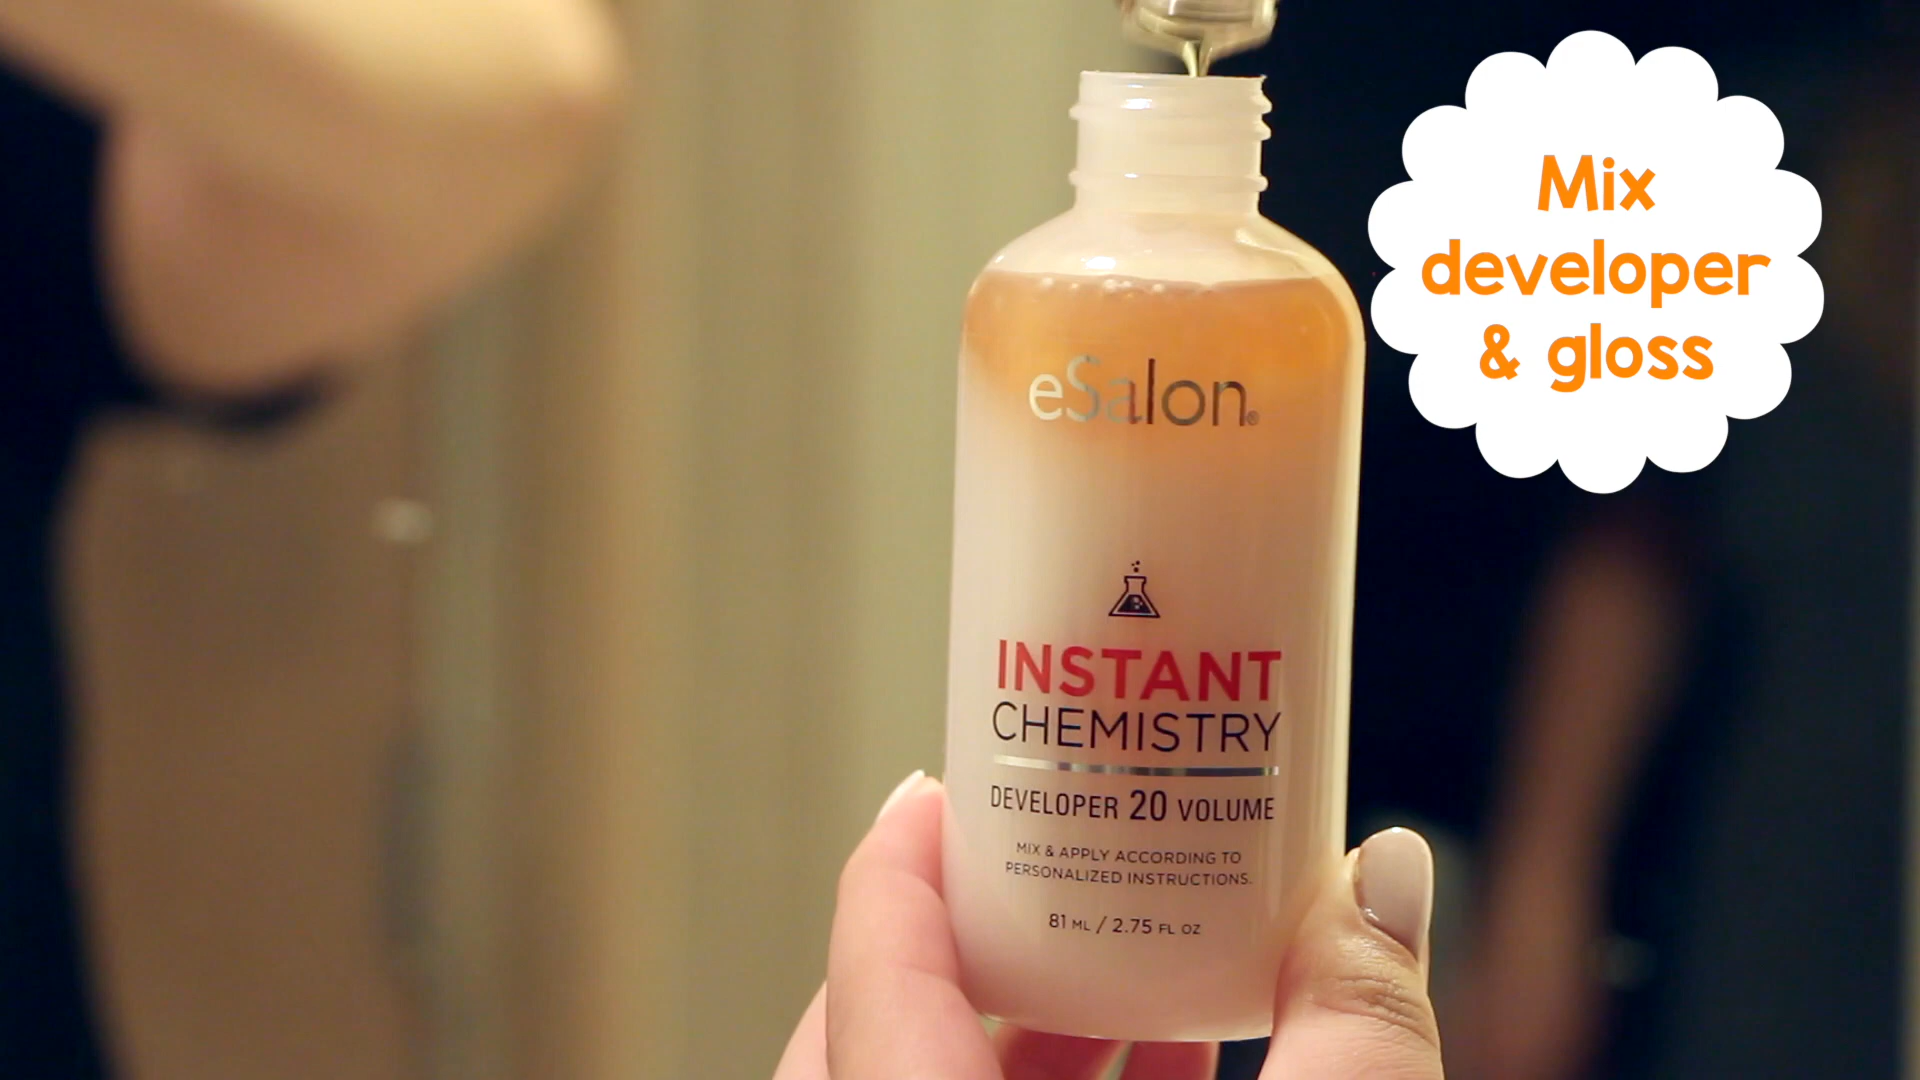 Mix
developer
& gloss
eSalon®
INSTANT
CHEMISTRY
DEVELOPER 20 VOLUME
MIX & APPLY ACCORDING TO
PERSONALIZED INSTRUCTIONS.
81 ML / 2.75 FL OZ